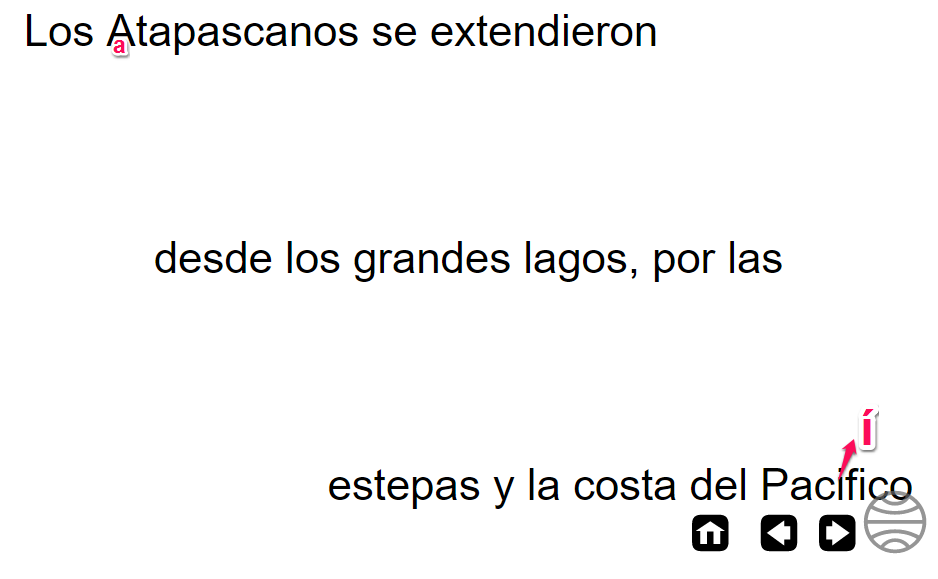 Los Atapascanos se extendieron
a
desde los grandes lagos, por las
í
estepas y la costa del Pacifico